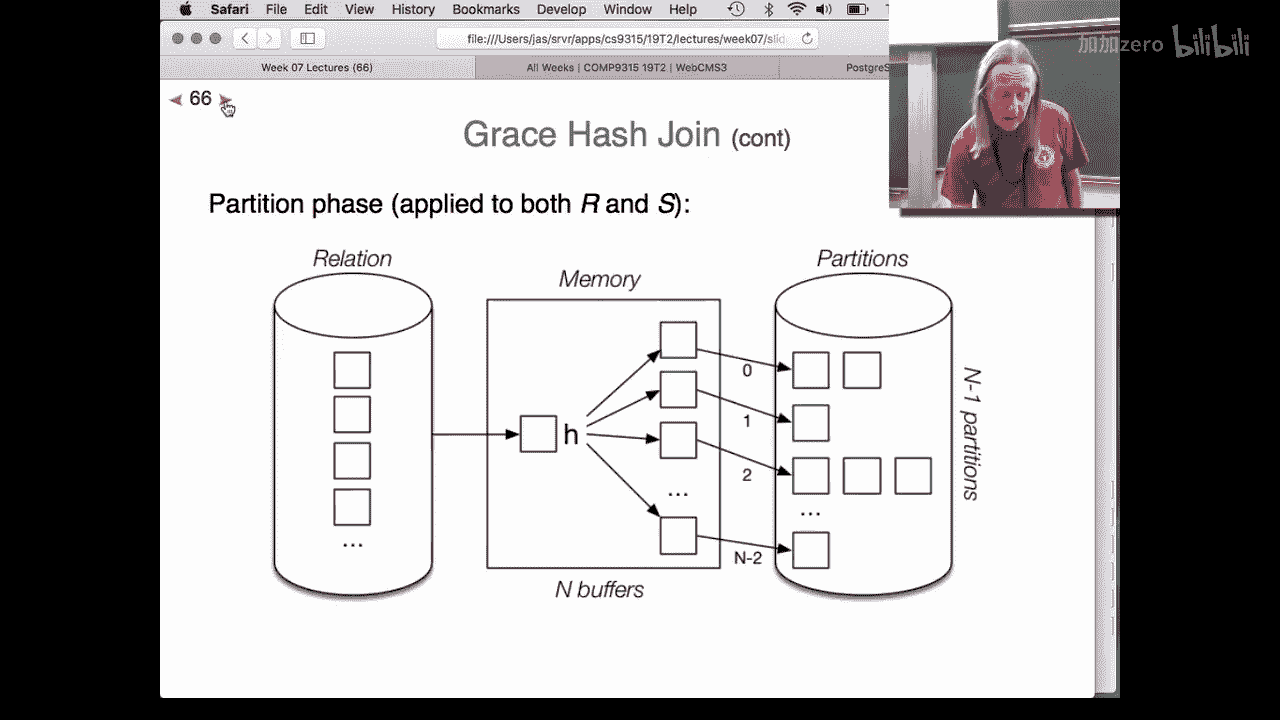 Safari File Edit View History Bookmarks Develop Window Help
file:///Users/jas/srvr/apps/cs9315/19T2/lectures/week07/slid
Week 07 Lectures (66)
All Weeks | COMP9315 19T2 | WebCMS3
PostgreS
加加zero bilibili
66
Grace Hash Join (cont)
Partition phase (applied to both R and S):
Relation
Memory
Partitions
h
0
1
2
N-2
...
...
...
N-1 partitions
N buffers